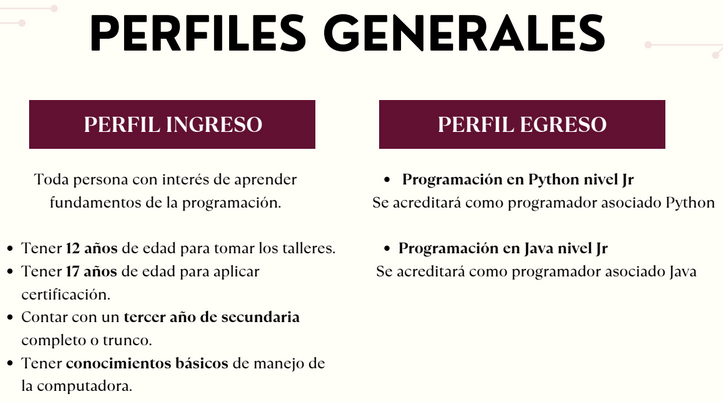 PERFILES GENERALES
PERFIL INGRESO
Toda persona con interés de aprender
fundamentos de la programación.
• Tener 12 años de edad para tomar los talleres.
• Tener 17 años de edad para aplicar
certificación.
• Contar con un tercer año de secundaria
completo o trunco.
• Tener conocimientos básicos de manejo de
la computadora.
PERFIL EGRESO
• Programación en Python nivel Jr
Se acreditará como programador asociado Python
• Programación en Java nivel Jr
Se acreditará como programador asociado Java